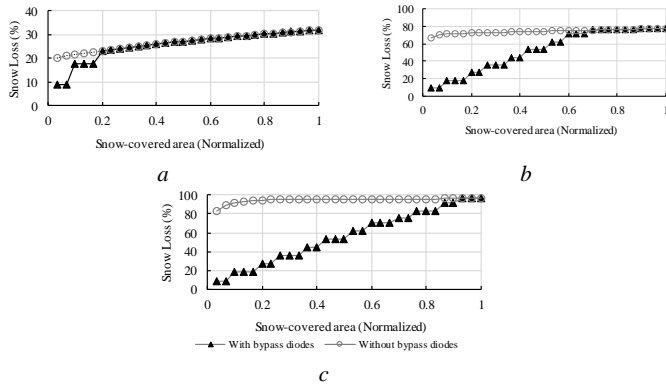 40
30
20
10
0
Snow Loss (%)
0 0.2 0.4 0.6 0.8 1
Snow-covered area (Normalized)
a
100
80
60
40
20
0
Snow Loss (%)
0 0.2 0.4 0.6 0.8 1
Snow-covered area (Normalized)
b
100
80
60
40
20
0
Snow Loss (%)
0 0.2 0.4 0.6 0.8 1
Snow-covered area (Normalized)
With bypass diodes Without bypass diodes
c